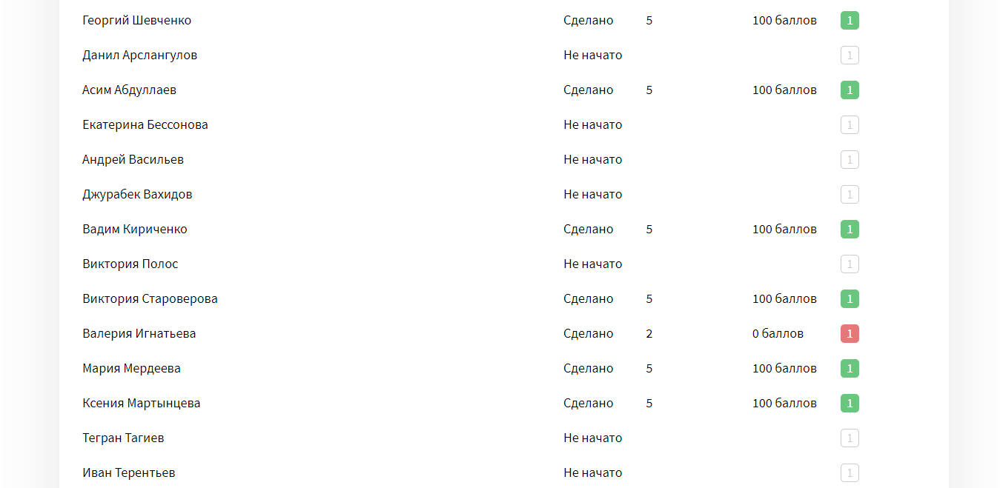 Георгий Шевченко Сделано 5 100 баллов 1
Данил Арслангулов Не начато 1
Асим Абдуллаев Сделано 5 100 баллов 1
Екатерина Бессонова Не начато 1
Андрей Васильев Не начато 1
Джурабек Вахидов Не начато 1
Вадим Кириченко Сделано 5 100 баллов 1
Виктория Полос Не начато 1
Виктория Староверова Сделано 5 100 баллов 1
Валерия Игнатьева Сделано 2 0 баллов 1
Мария Мердеева Сделано 5 100 баллов 1
Ксения Мартынцева Сделано 5 100 баллов 1
Тегран Тагиев Не начато 1
Иван Терентьев Не начато 1